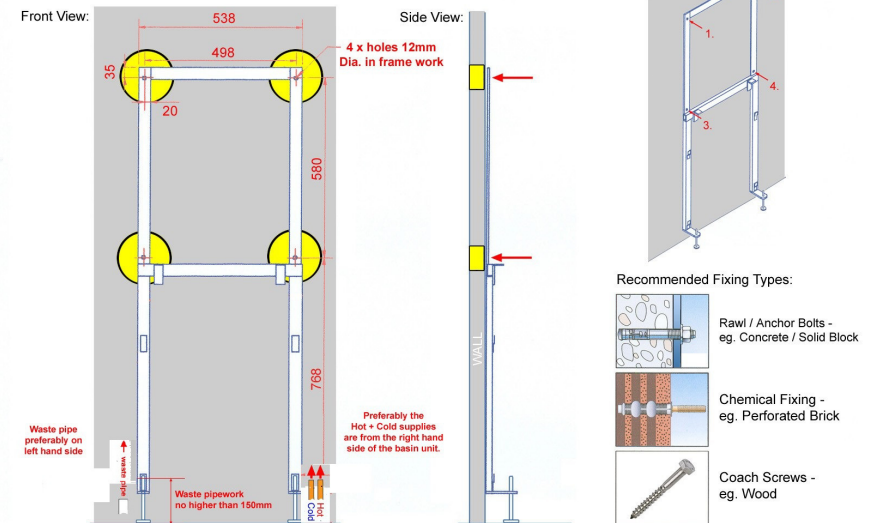 Front View:
538
498
35
20
4 x holes 12mm
Dia. in frame work
580
768
Waste pipe
preferably on
left hand side
waste pipe
Waste pipework
no higher than 150mm
Hot
Cold
Preferably the
Hot + Cold supplies
are from the right hand
side of the basin unit.
Side View:
WALL
1.
4.
3.
Recommended Fixing Types:
Rawl / Anchor Bolts -
eg. Concrete / Solid Block
Chemical Fixing -
eg. Perforated Brick
Coach Screws -
eg. Wood